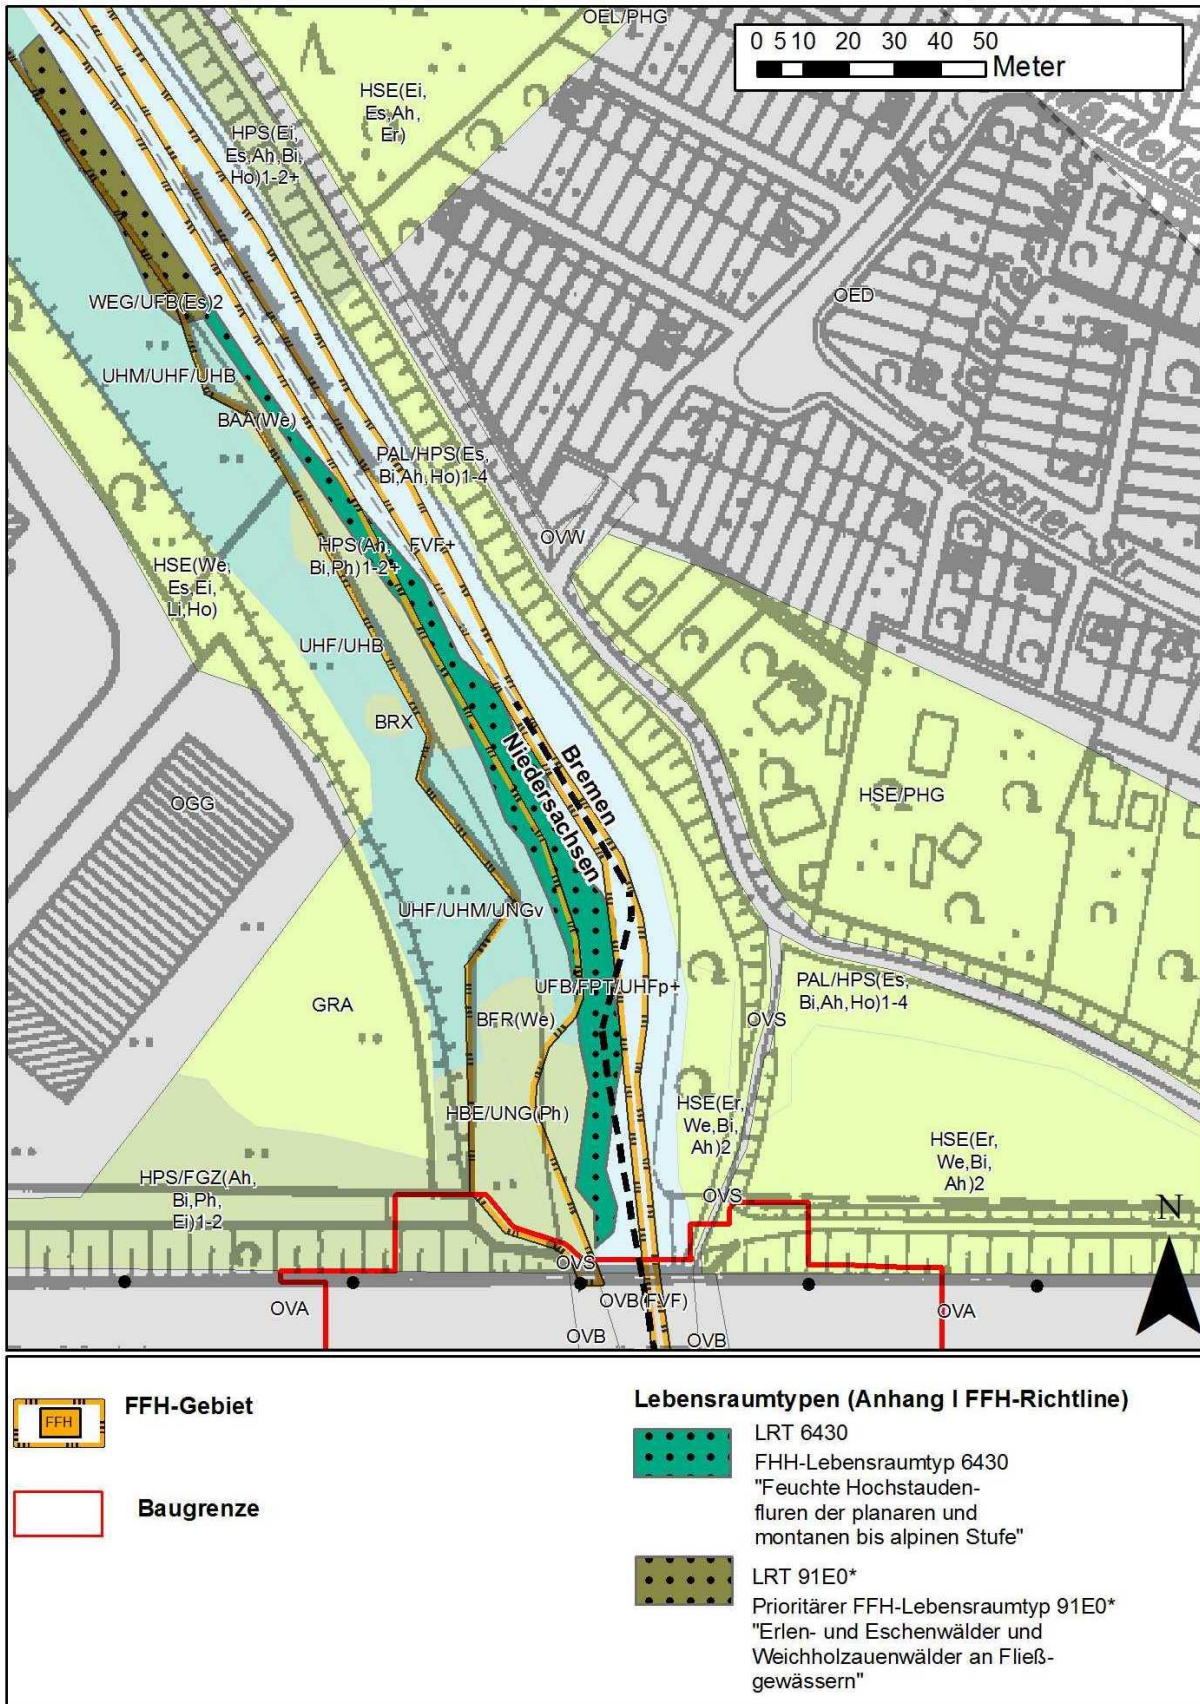 OEL/PHG
0 5 10 20 30 40 50
Meter
HSE(Ei,
Es,Ah,
Er)
HPS(Ei,
Es,Ah,Bi,
Ho)1-2+
WEG/UFB(Es)2
OED
UHM/UHF/UHB
BAA(We)
PAL/HPS(Es,
Bi,Ah,Ho)1-4
Beppener Str
OVW
HPS(Ah,
Bi,Ph)1-2+
FVF+
HSE(We,
Es,Ei,
Li,Ho)
UHF/UHB
BRX
Bremen
Niedersachsen
OGG
HSE/PHG
UHF/UHM/UNGv
UFB/FPT/UHFp+
PAL/HPS(Es,
Bi,Ah,Ho)1-4
GRA
BFR(We)
OVS
HBE/UNG(Ph)
HSE(Er,
We,Bi,
Ah)2
HSE(Er,
We,Bi,
Ah)2
HPS/FGZ(Ah,
Bi,Ph,
Ei)1-2
OVS
N
OVS
OVA
OVB(FVF)
OVA
OVB
OVB
FFH
FFH-Gebiet
Baugrenze
Lebensraumtypen (Anhang I FFH-Richtline)
LRT 6430
FHH-Lebensraumtyp 6430
"Feuchte Hochstauden-
fluren der planaren und
montanen bis alpinen Stufe"
LRT 91E0*
Prioritärer FFH-Lebensraumtyp 91E0*
"Erlen- und Eschenwälder und
Weichholzauenwälder an Fließ-
gewässern"